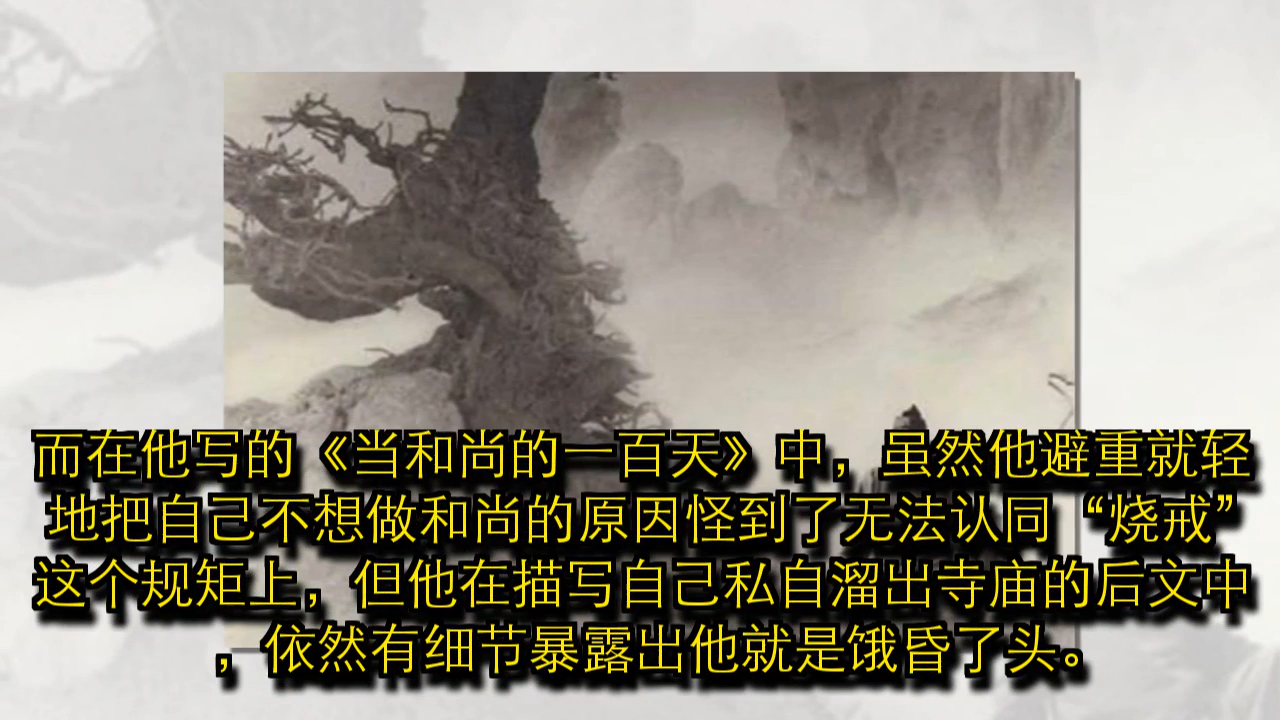 而在他写的《当和尚的一百天》中，虽然他避重就轻
地把自己不想做和尚的原因怪到了无法认同“烧戒”
这个规矩上，但他在描写自己私自溜出寺庙的后文中
，依然有细节暴露出他就是饿昏了头。